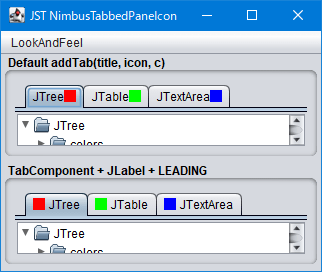 JST NimbusTabbedPaneIcon
LookAndFeel
Default addTab(title, icon, c)
JTree JTable JTextArea
JTree
colors
TabComponent + JLabel + LEADING
JTree JTable JTextArea
JTree
colors